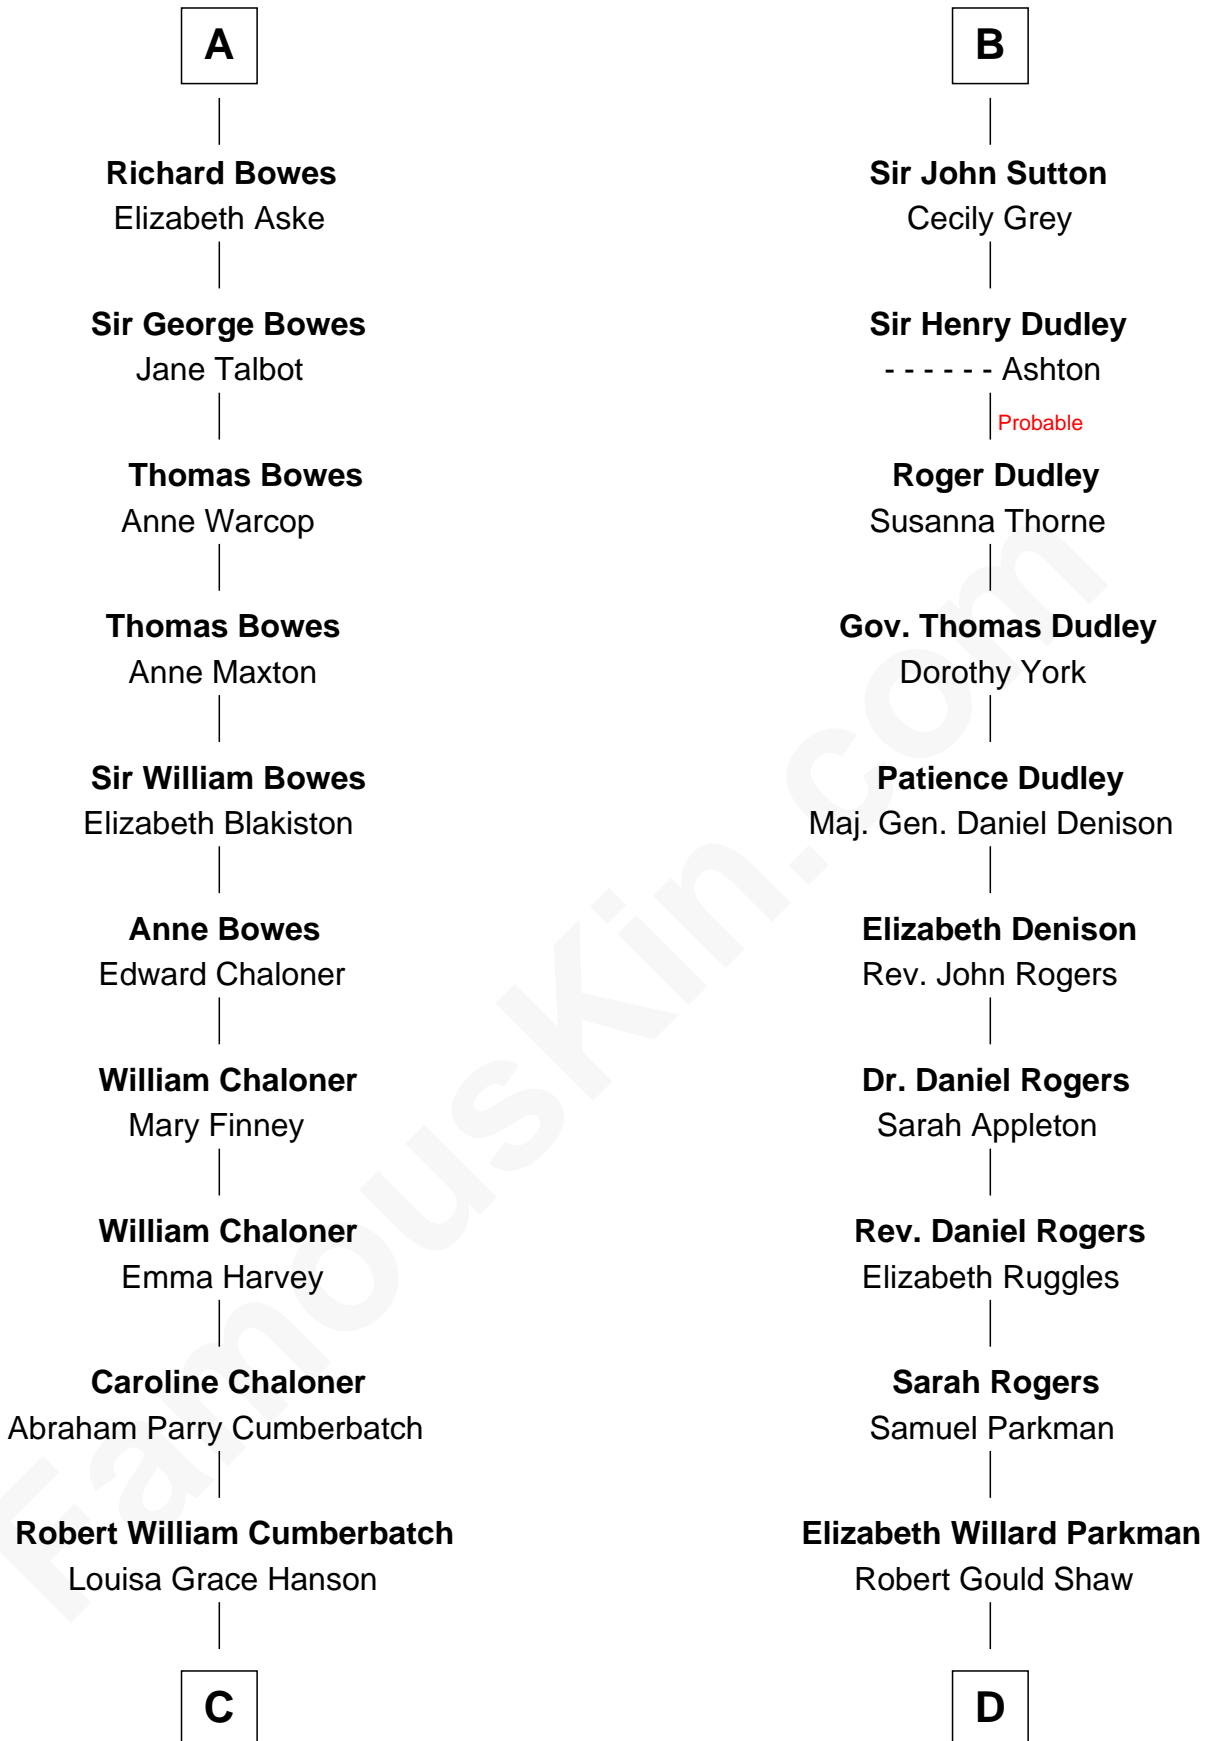 A
Richard Bowes
Elizabeth Aske
Sir George Bowes
Jane Talbot
Thomas Bowes
Anne Warcop
Thomas Bowes
Anne Maxton
Sir William Bowes
Elizabeth Blakiston
Anne Bowes
Edward Chaloner
William Chaloner
Mary Finney
William Chaloner
Emma Harvey
Caroline Chaloner
Abraham Parry Cumberbatch
Robert William Cumberbatch
Louisa Grace Hanson
C
B
Sir John Sutton
Cecily Grey
Sir Henry Dudley
- - - - - - Ashton
Probable
Roger Dudley
Susanna Thorne
Gov. Thomas Dudley
Dorothy York
Patience Dudley
Maj. Gen. Daniel Denison
Elizabeth Denison
Rev. John Rogers
Dr. Daniel Rogers
Sarah Appleton
Rev. Daniel Rogers
Elizabeth Ruggles
Sarah Rogers
Samuel Parkman
Elizabeth Willard Parkman
Robert Gould Shaw
D
FamousKin.com